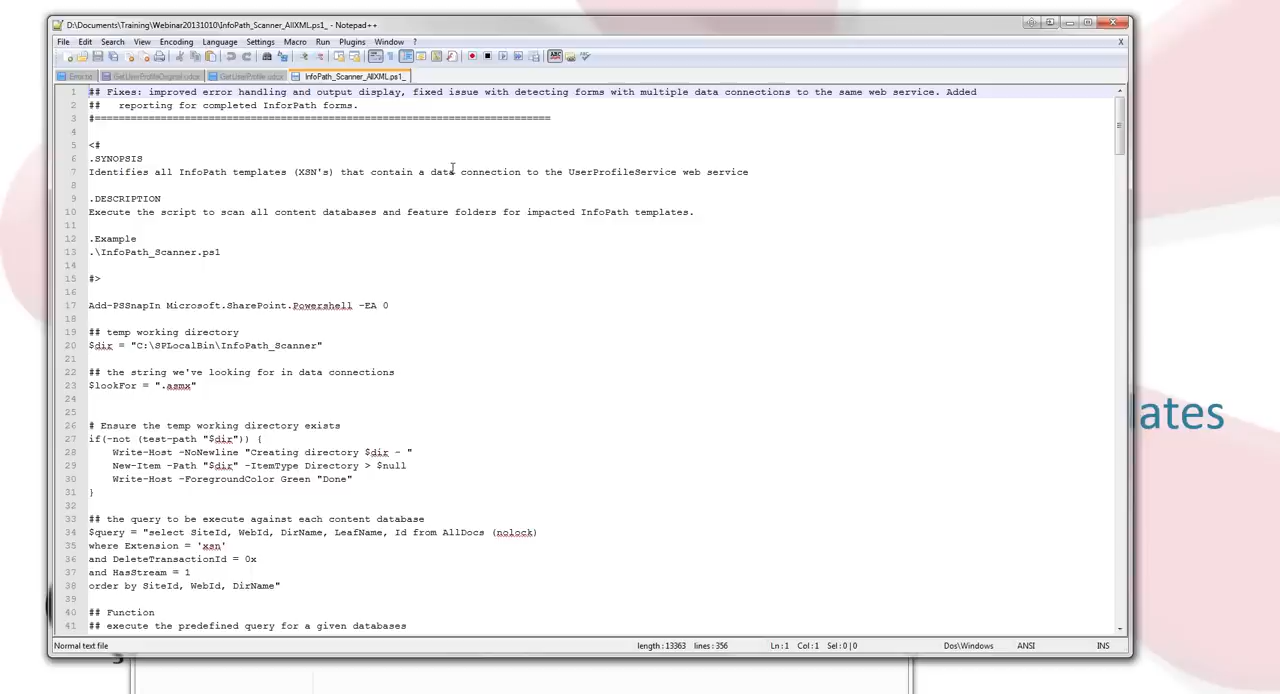 D:\Documents\Training\Webinar20131010\InfoPath_Scanner_AllXML.ps1_ - Notepad++
File Edit Search View Encoding Language Settings Macro Run Plugins Window ? X
Error.txt GetUserProfileOriginal.udcx GetUserProfile.udcx InfoPath_Scanner_AllXML.ps1_
1 ## Fixes: improved error handling and output display, fixed issue with detecting forms with multiple data connections to the same web service. Added
2 ## reporting for completed InforPath forms.
3 #============================================================================
4
5 <#
6 .SYNOPSIS
7 Identifies all InfoPath templates (XSN's) that contain a data connection to the UserProfileService web service
8
9 .DESCRIPTION
10 Execute the script to scan all content databases and feature folders for impacted InfoPath templates.
11
12 .Example
13 .\InfoPath_Scanner.ps1
14
15 #>
16
17 Add-PSSnapIn Microsoft.SharePoint.Powershell -EA 0
18
19 ## temp working directory
20 $dir = "C:\SPLocalBin\InfoPath_Scanner"
21
22 ## the string we've looking for in data connections
23 $lookFor = ".asmx"
24
25
26 # Ensure the temp working directory exists
27 if(-not (test-path "$dir")) {
28 Write-Host -NoNewline "Creating directory $dir - "
29 New-Item -Path "$dir" -ItemType Directory > $null
30 Write-Host -ForegroundColor Green "Done"
31 }
32
33 ## the query to be execute against each content database
34 $query = "select SiteId, WebId, DirName, LeafName, Id from AllDocs (nolock)
35 where Extension = 'xsn'
36 and DeleteTransactionId = 0x
37 and HasStream = 1
38 order by SiteId, WebId, DirName"
39
40 ## Function
41 ## execute the predefined query for a given databases
lates
Normal text file length:13363 lines:356 Ln:1 Col:1 Sel:0|0 Dos\Windows ANSI INS